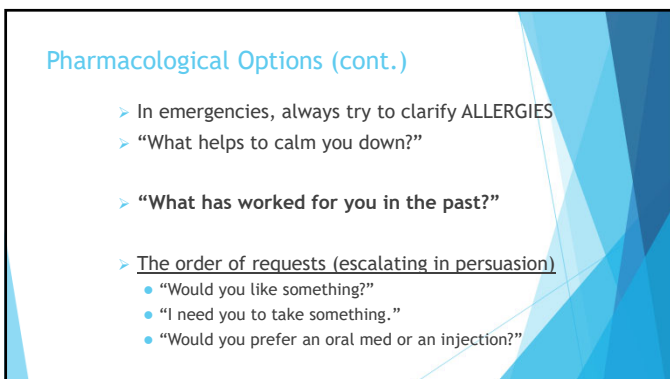 Pharmacological Options (cont.)
➢ In emergencies, always try to clarify ALLERGIES
➢ “What helps to calm you down?”
➢ “What has worked for you in the past?”
➢ The order of requests (escalating in persuasion)
● “Would you like something?”
● “I need you to take something.”
● “Would you prefer an oral med or an injection?”